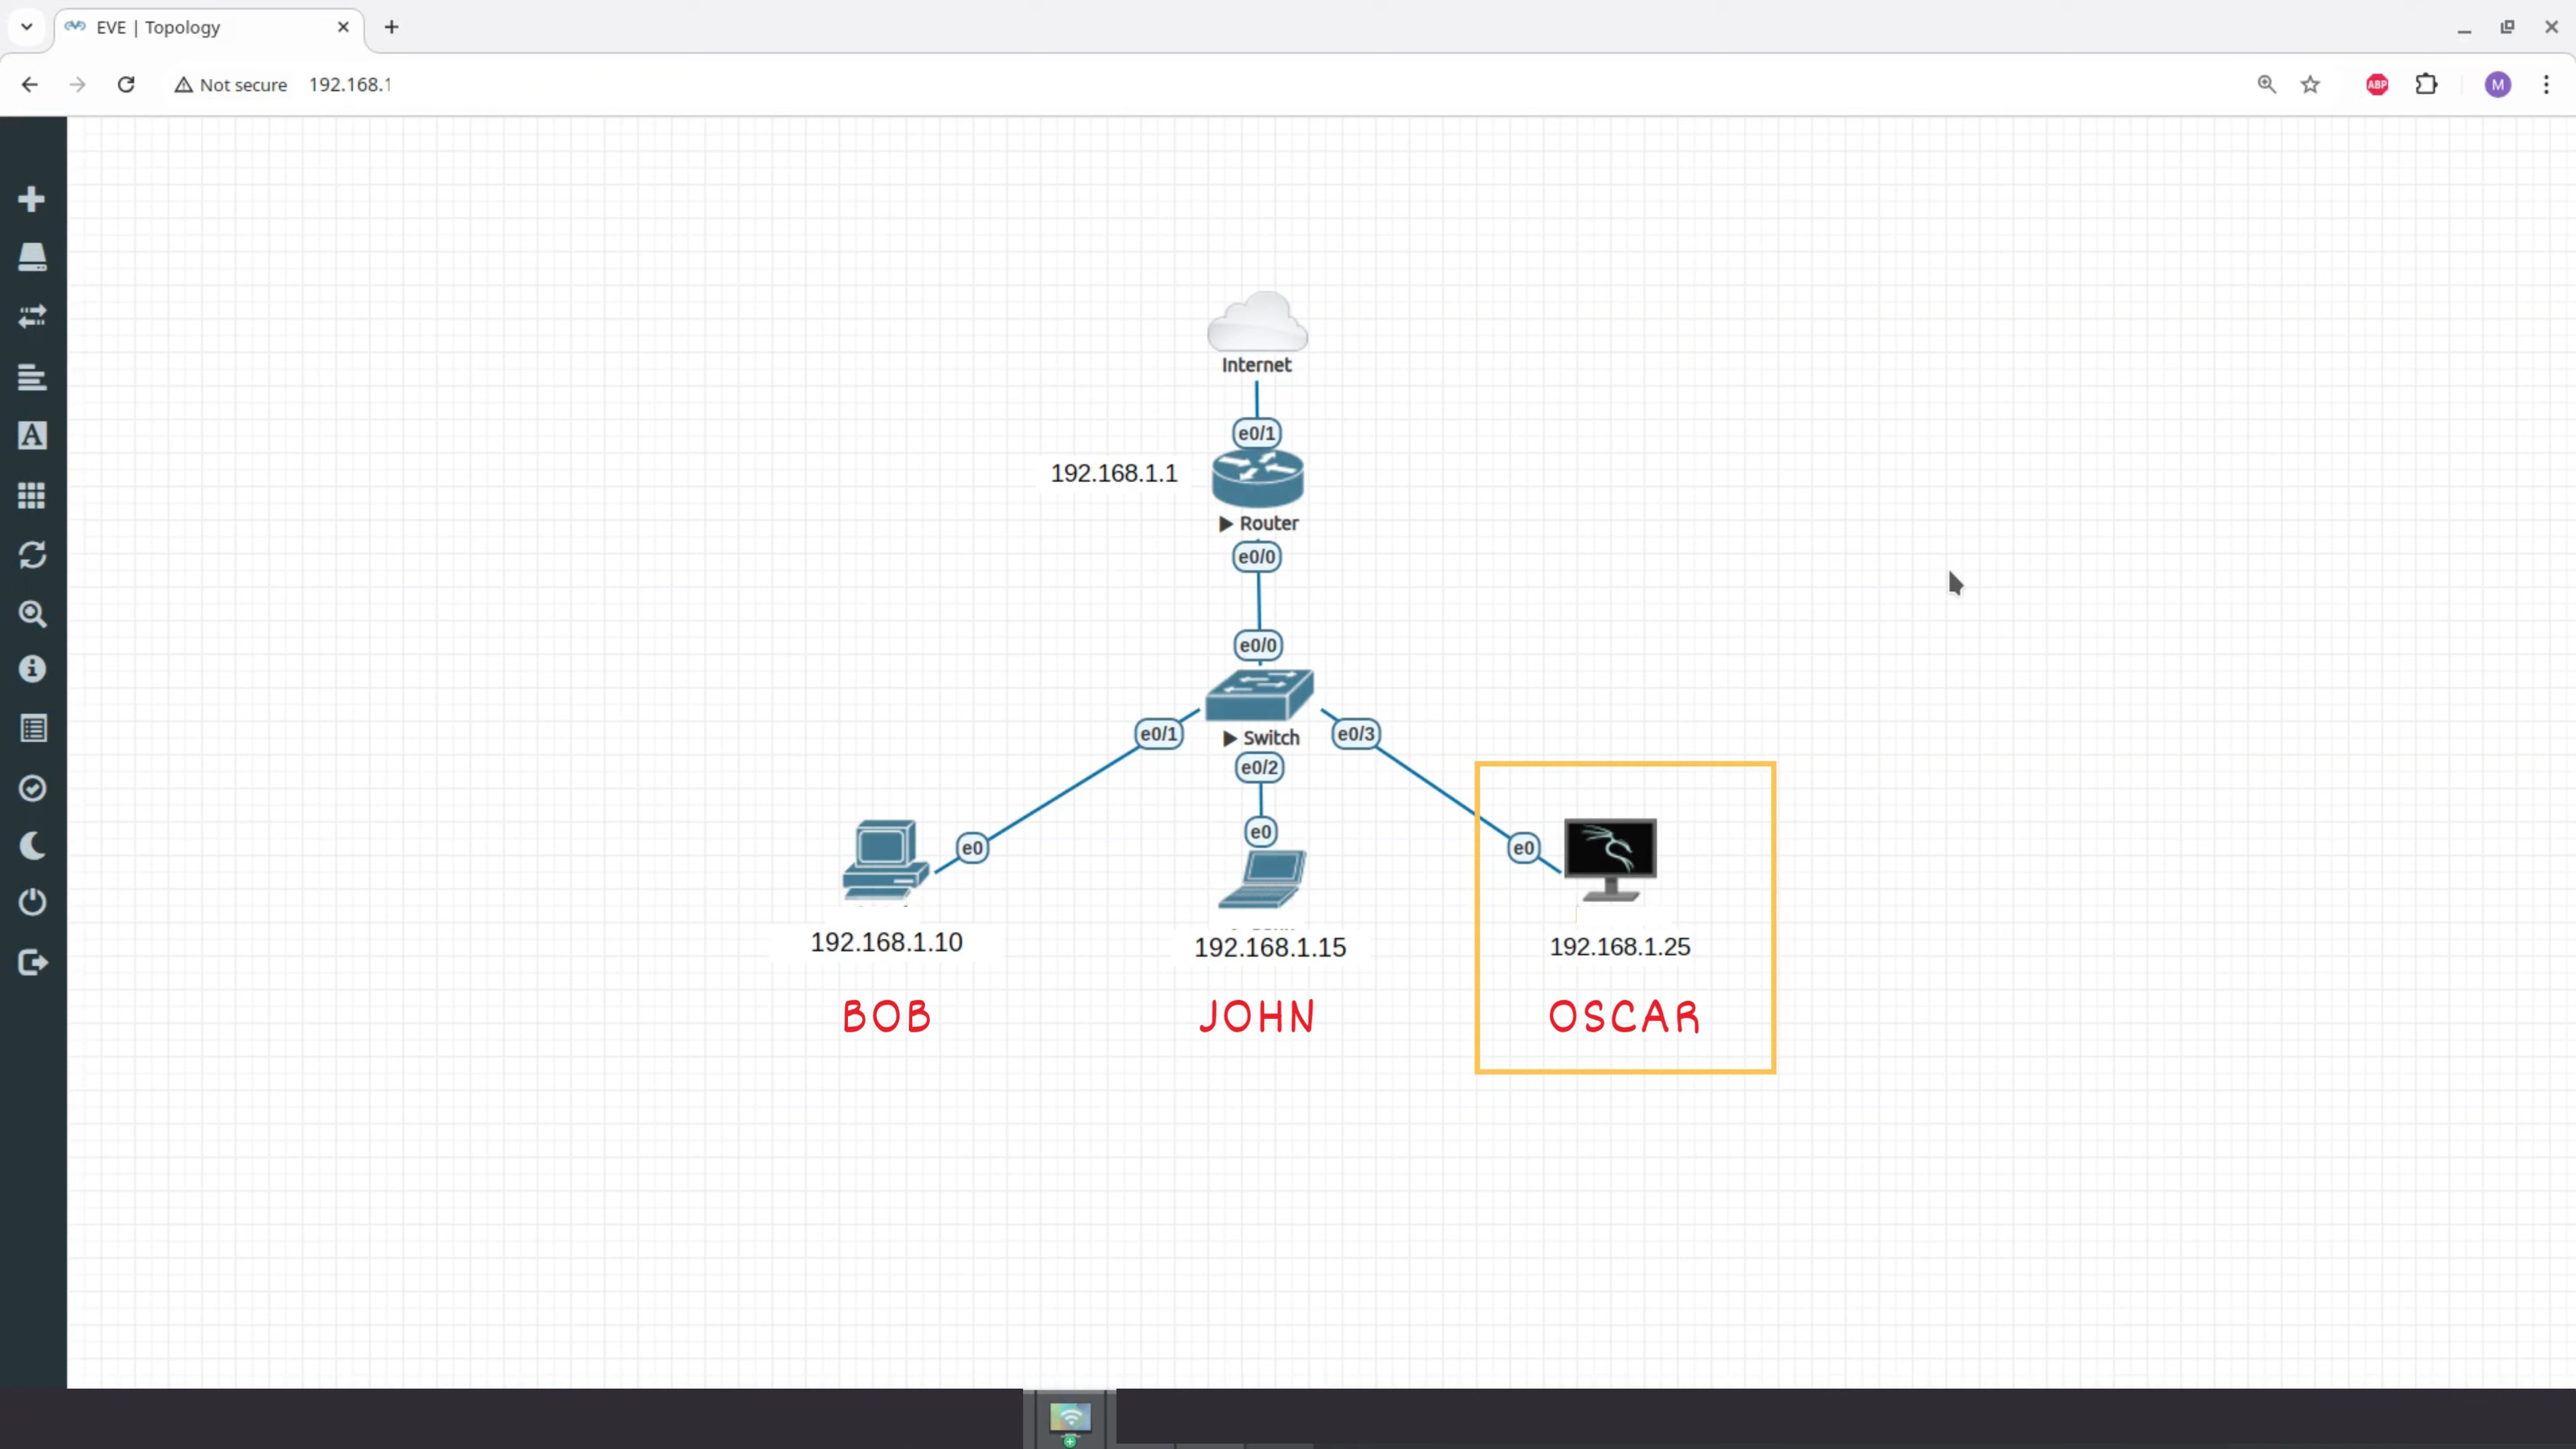 EVE | Topology
Not secure 192.168.1
ABP
M
A
Internet
e0/1
192.168.1.1
Router
e0/0
e0/0
e0/1
Switch
e0/3
e0/2
e0
e0
e0
192.168.1.10
192.168.1.15
192.168.1.25
BOB
JOHN
OSCAR